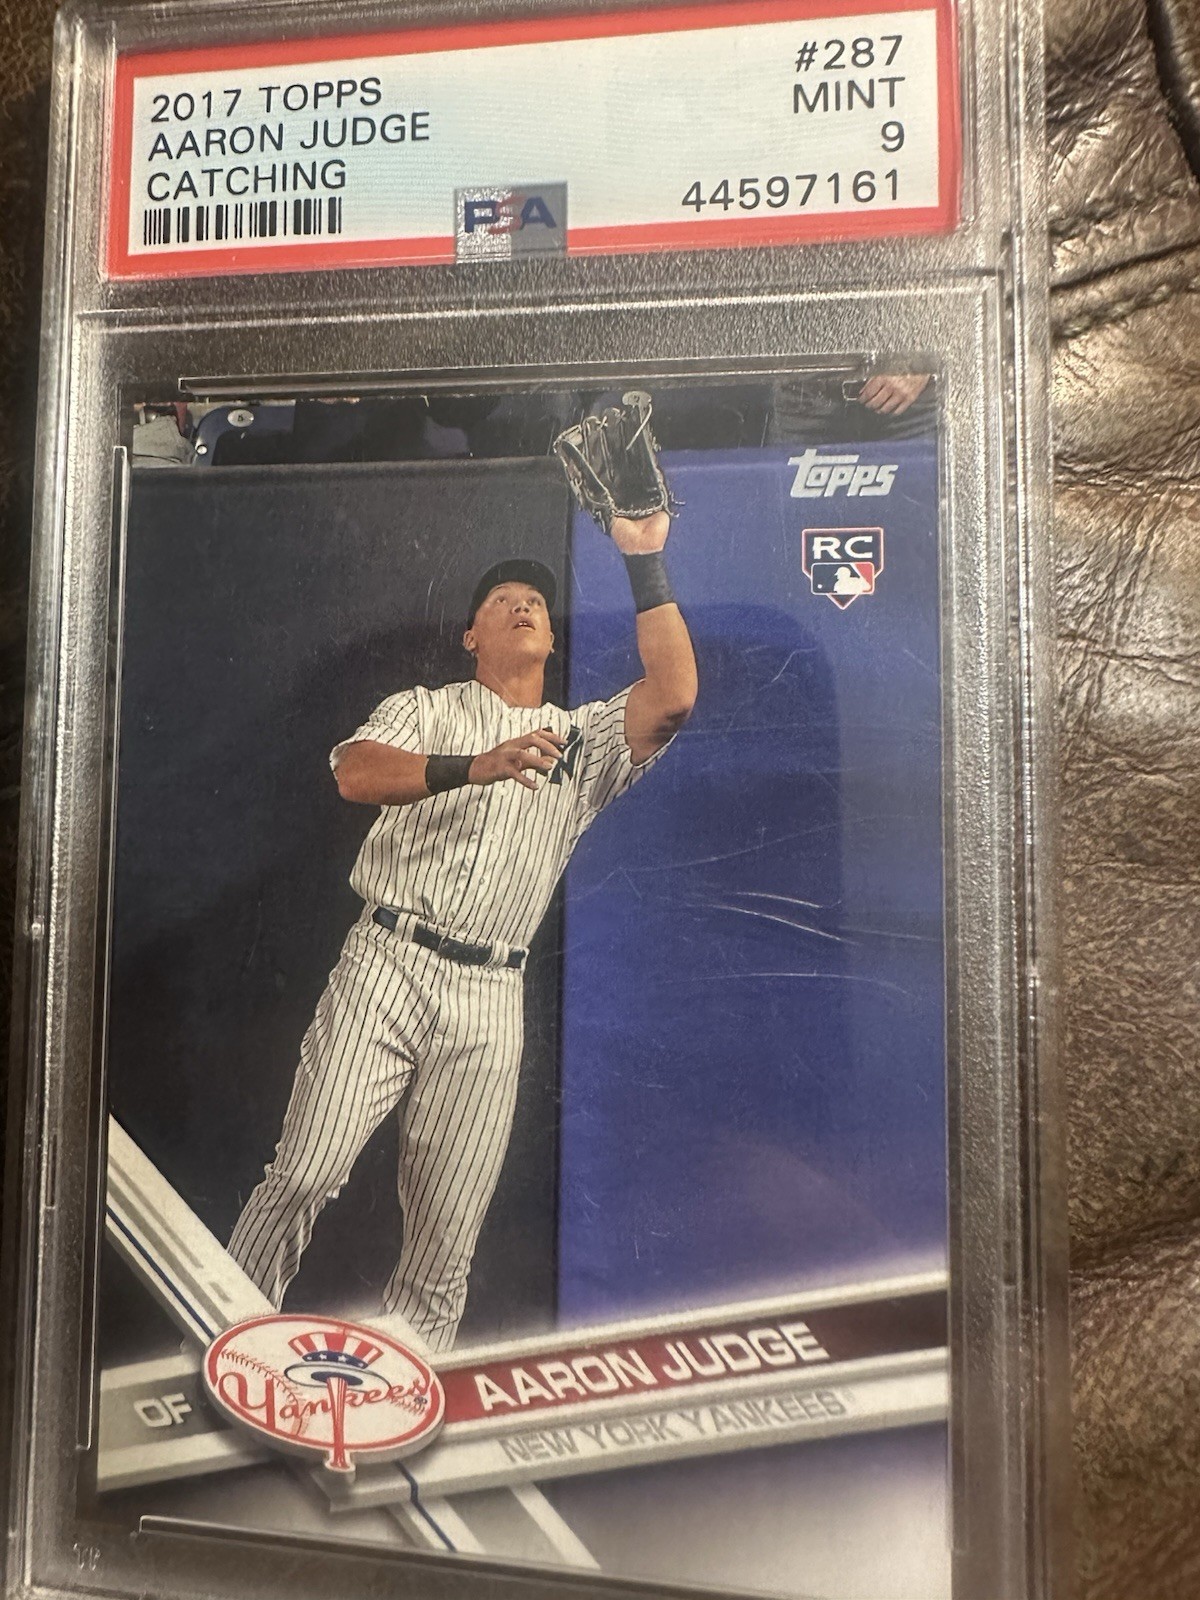 2017 TOPPS
#287
AARON JUDGE
MINT
CATCHING
9
44597161
PSA
Topps
RC
Yankees
OF
AARON JUDGE
NEW YORK YANKEES